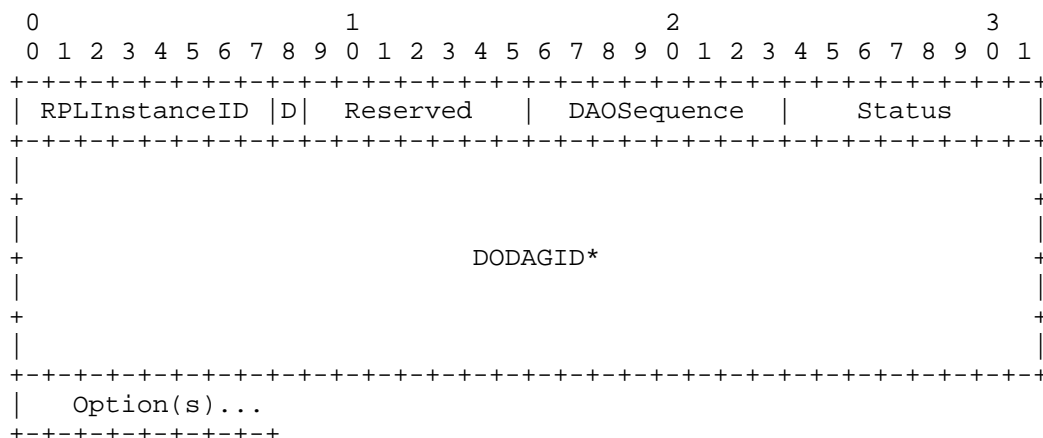 0                   1                   2                   3
 0 1 2 3 4 5 6 7 8 9 0 1 2 3 4 5 6 7 8 9 0 1 2 3 4 5 6 7 8 9 0 1
+-+-+-+-+-+-+-+-+-+-+-+-+-+-+-+-+-+-+-+-+-+-+-+-+-+-+-+-+-+-+-+-+
| RPLInstanceID |D|  Reserved   |  DAOSequence  |    Status     |
+-+-+-+-+-+-+-+-+-+-+-+-+-+-+-+-+-+-+-+-+-+-+-+-+-+-+-+-+-+-+-+-+
|                                                               |
+                                                               +
|                                                               |
+                            DODAGID*                           +
|                                                               |
+                                                               +
|                                                               |
+-+-+-+-+-+-+-+-+-+-+-+-+-+-+-+-+-+-+-+-+-+-+-+-+-+-+-+-+-+-+-+-+
|   Option(s)...
+-+-+-+-+-+-+-+-+